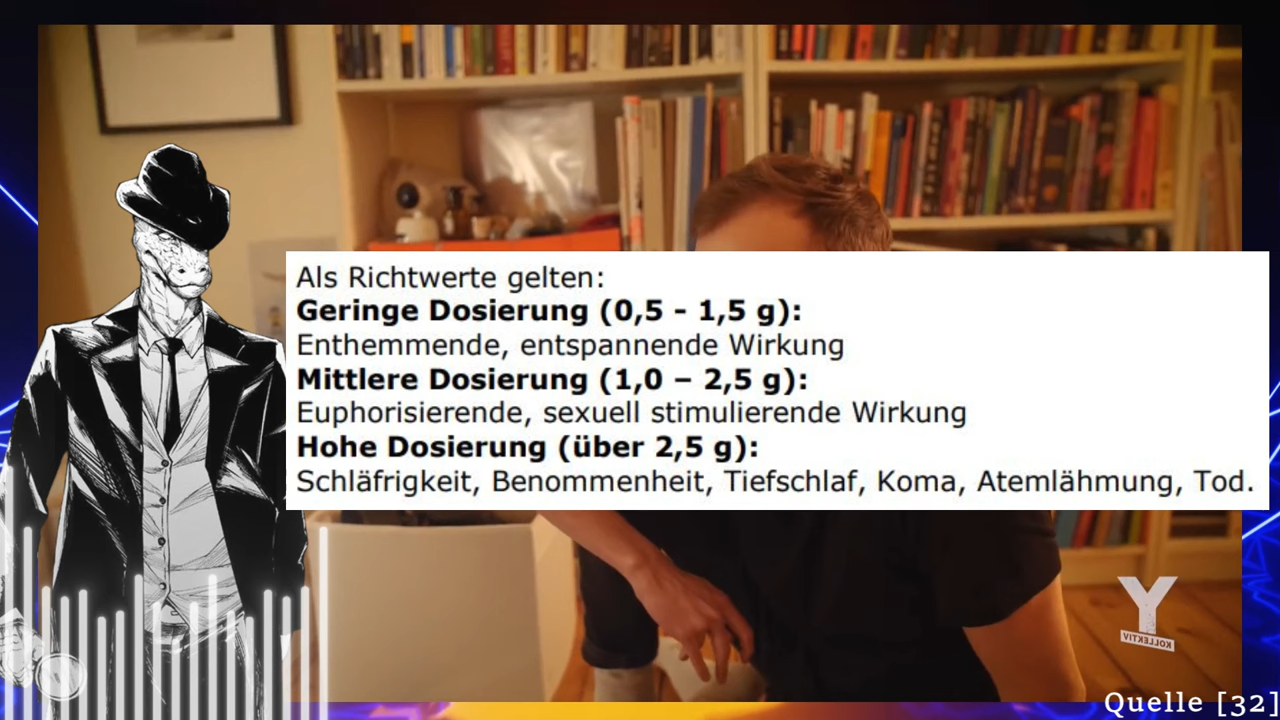 Als Richtwerte gelten:
Geringe Dosierung (0,5 - 1,5 g):
Enthemmende, entspannende Wirkung
Mittlere Dosierung (1,0 – 2,5 g):
Euphorisierende, sexuell stimulierende Wirkung
Hohe Dosierung (über 2,5 g):
Schläfrigkeit, Benommenheit, Tiefschlaf, Koma, Atemlähmung, Tod.
Y
KOLLEKTIV
Quelle [32]